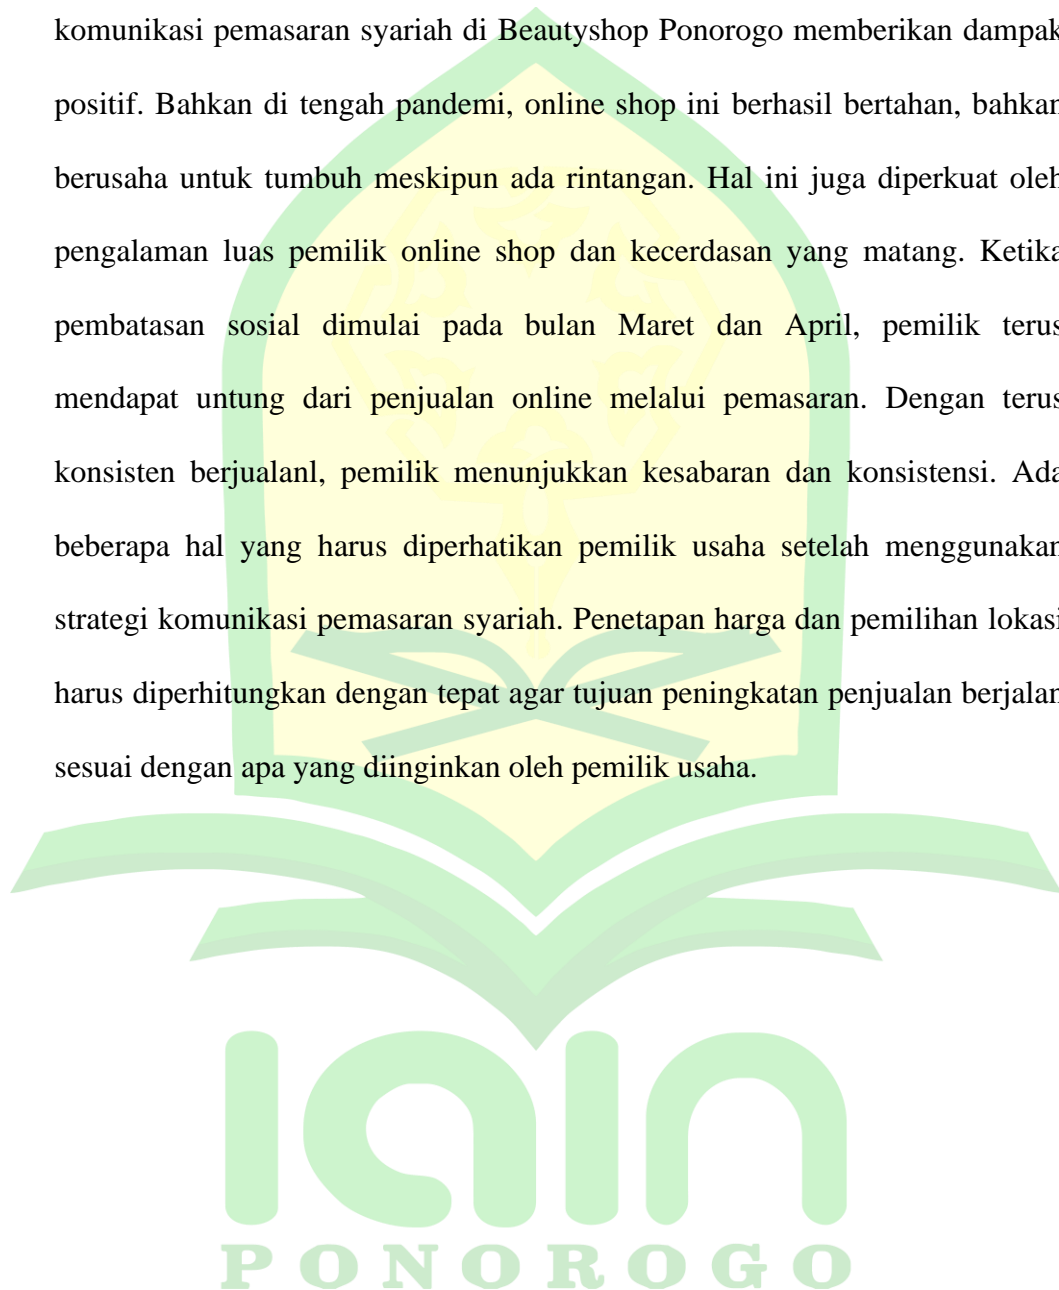 komunikasi pemasaran syariah di Beautyshop Ponorogo memberikan dampak
positif. Bahkan di tengah pandemi, online shop ini berhasil bertahan, bahkan
berusaha untuk tumbuh meskipun ada rintangan. Hal ini juga diperkuat oleh
pengalaman luas pemilik online shop dan kecerdasan yang matang. Ketika
pembatasan sosial dimulai pada bulan Maret dan April, pemilik terus
mendapat untung dari penjualan online melalui pemasaran. Dengan terus
konsisten berjualanl, pemilik menunjukkan kesabaran dan konsistensi. Ada
beberapa hal yang harus diperhatikan pemilik usaha setelah menggunakan
strategi komunikasi pemasaran syariah. Penetapan harga dan pemilihan lokasi
harus diperhitungkan dengan tepat agar tujuan peningkatan penjualan berjalan
sesuai dengan apa yang diinginkan oleh pemilik usaha.
iain
PONOROGO